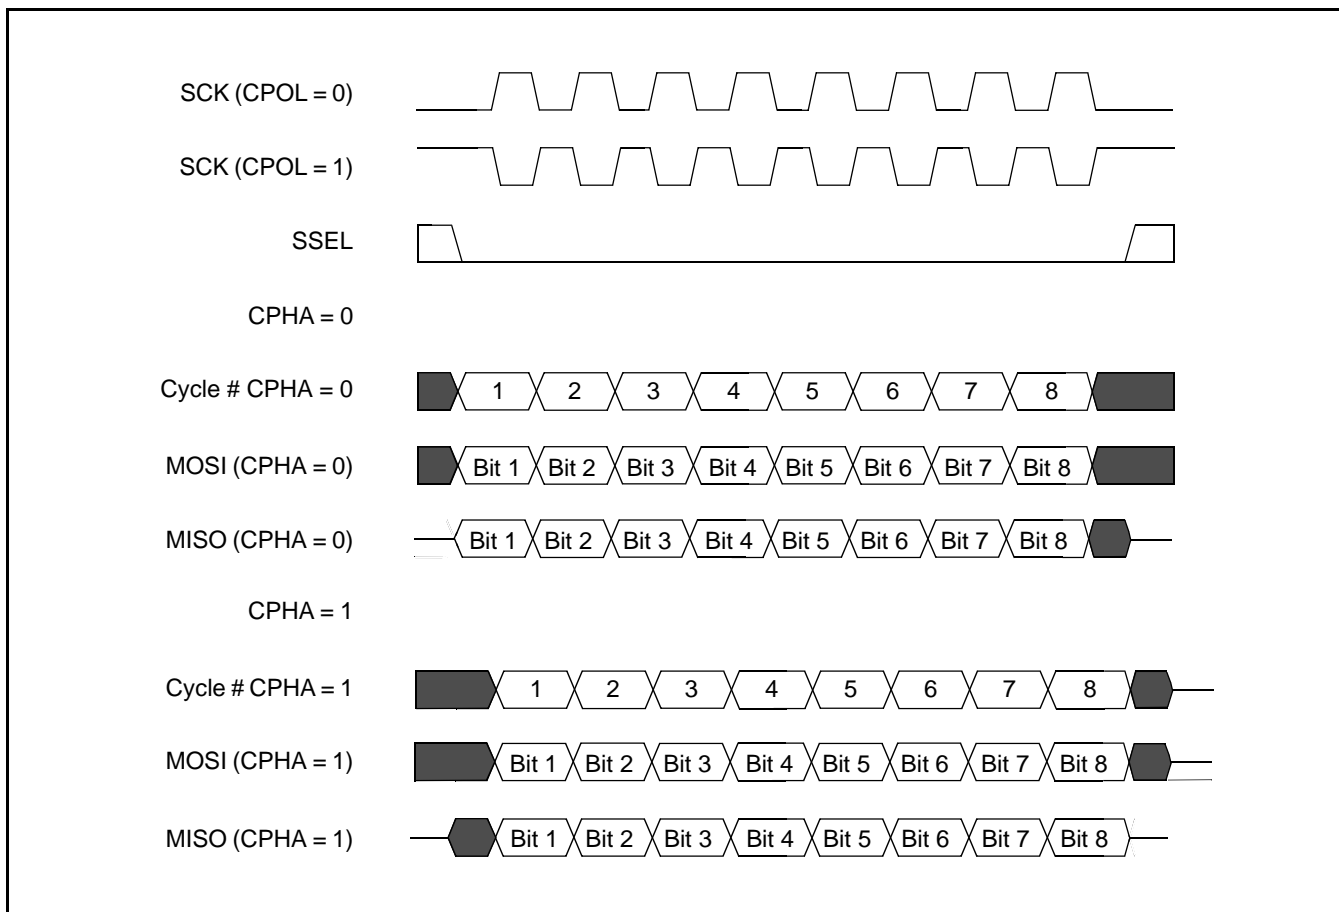 SCK (CPOL = 0)
SCK (CPOL = 1)
SSEL
CPHA = 0
Cycle # CPHA = 0 1 2 3 4 5 6 7 8
MOSI (CPHA = 0) Bit 1 Bit 2 Bit 3 Bit 4 Bit 5 Bit 6 Bit 7 Bit 8
MISO (CPHA = 0) Bit 1 Bit 2 Bit 3 Bit 4 Bit 5 Bit 6 Bit 7 Bit 8
CPHA = 1
Cycle # CPHA = 1 1 2 3 4 5 6 7 8
MOSI (CPHA = 1) Bit 1 Bit 2 Bit 3 Bit 4 Bit 5 Bit 6 Bit 7 Bit 8
MISO (CPHA = 1) Bit 1 Bit 2 Bit 3 Bit 4 Bit 5 Bit 6 Bit 7 Bit 8